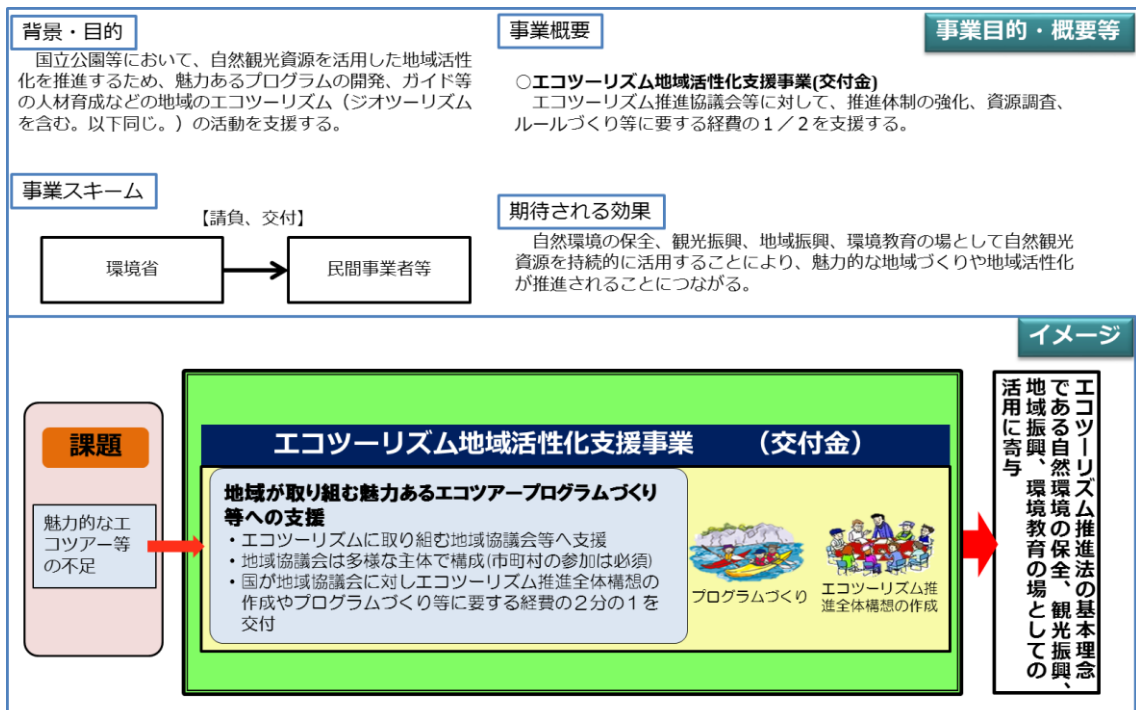 背景・目的
国立公園等において、自然観光資源を活用した地域活性
化を推進するため、魅力あるプログラムの開発、ガイド等
の人材育成などの地域のエコツーリズム（ジオツーリズム
を含む。以下同じ。）の活動を支援する。
事業概要
事業目的・概要等
○エコツーリズム地域活性化支援事業(交付金)
エコツーリズム推進協議会等に対して、推進体制の強化、資源調査、
ルールづくり等に要する経費の１／２を支援する。
事業スキーム
【請負、交付】
環境省
民間事業者等
期待される効果
自然環境の保全、観光振興、地域振興、環境教育の場として自然観光
資源を持続的に活用することにより、魅力的な地域づくりや地域活性化
が推進されることにつながる。
イメージ
課題
魅力的なエ
コツアー等
の不足
エコツーリズム地域活性化支援事業　　（交付金）
地域が取り組む魅力あるエコツアープログラムづくり
等への支援
・エコツーリズムに取り組む地域協議会等へ支援
・地域協議会は多様な主体で構成(市町村の参加は必須)
・国が地域協議会に対しエコツーリズム推進全体構想の
作成やプログラムづくり等に要する経費の２分の１を
交付
プログラムづくり
エコツーリズム推
進全体構想の作成
エコツーリズム推進法の基本理念
である自然環境の保全、観光振興、
地域振興、環境教育の場としての
活用に寄与